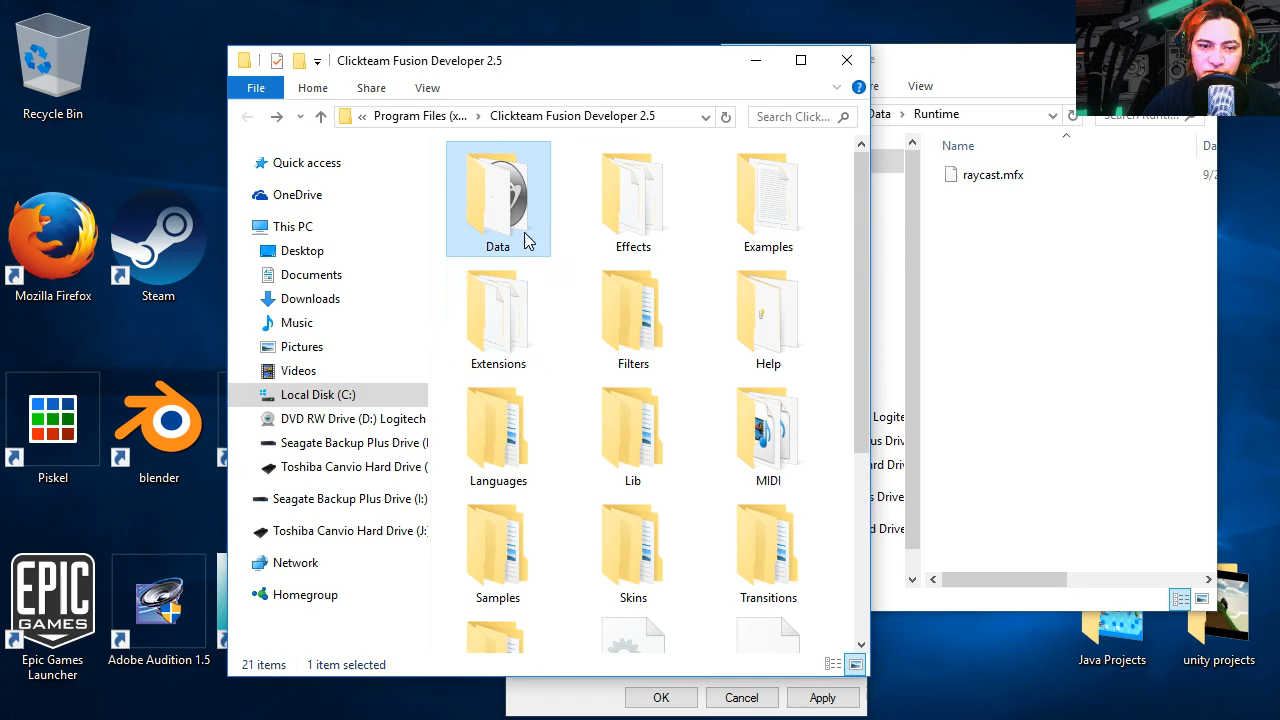 Recycle Bin
Mozilla Firefox
Steam
Piskel
blender
Epic Games
Launcher
EPIC
GAMES
Adobe Audition 1.5
Clickteam Fusion Developer 2.5
File
Home
Share
View
« Program Files (x... > Clickteam Fusion Developer 2.5
Search Click...
Quick access
OneDrive
This PC
Desktop
Documents
Downloads
Music
Pictures
Videos
Local Disk (C:)
DVD RW Drive (D:) Logitech
Seagate Backup Plus Drive (
Toshiba Canvio Hard Drive (
Seagate Backup Plus Drive (I:)
Toshiba Canvio Hard Drive (J:
Network
Homegroup
Data
Effects
Examples
Extensions
Filters
Help
Languages
Lib
MIDI
Samples
Skins
Transitions
21 items
1 item selected
OK
Cancel
Apply
View
Data > Runtime
Name
raycast.mfx
9/2
Java Projects
unity projects